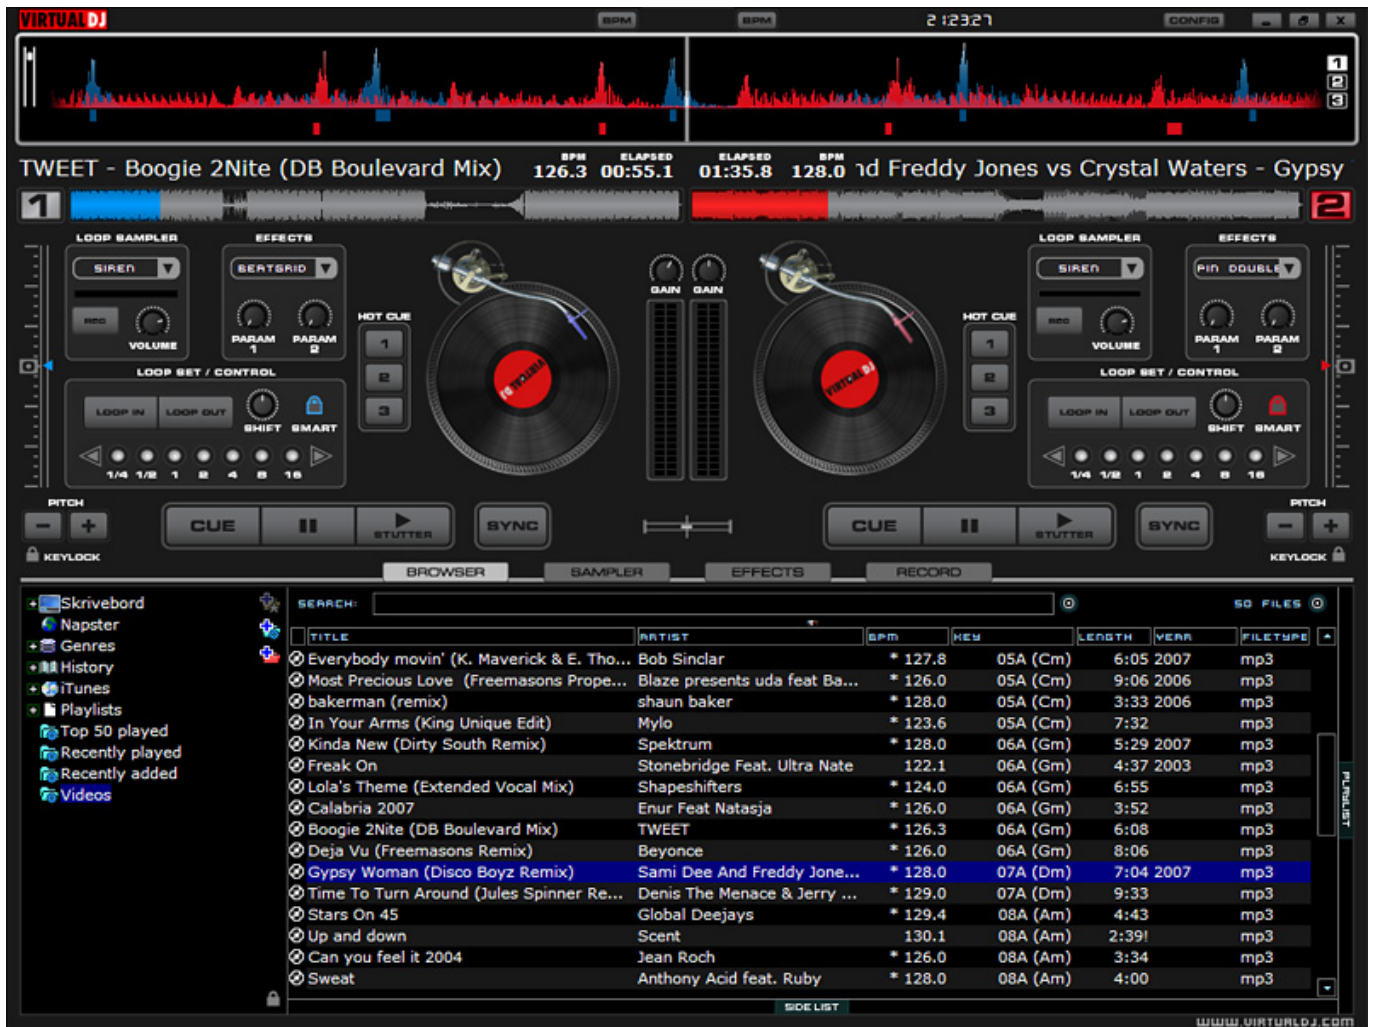 VIRTUAL DJ
BPM BPM 21:23:27 CONFIG X
1
2
3
TWEET - Boogie 2Nite (DB Boulevard Mix) BPM 126.3 ELAPSED 00:55.1 ELAPSED 01:35.8 BPM 128.0 nd Freddy Jones vs Crystal Waters - Gypsy
1 2
LOOP SAMPLER EFFECTS LOOP SAMPLER EFFECTS
SIREN BEATGRID SIREN PIN DOUBLE
GAIN GAIN
HOT CUE HOT CUE
REC VOLUME PARAM 1 PARAM 2 1 1 REC VOLUME PARAM 1 PARAM 2
LOOP SET / CONTROL 2 2 LOOP SET / CONTROL
LOOP IN LOOP OUT SHIFT SMART 3 3 LOOP IN LOOP OUT SHIFT SMART
1/4 1/2 1 2 4 8 16 1/4 1/2 1 2 4 8 16
VIRTUAL DJ VIRTUAL DJ
PITCH PITCH
- + CUE STUTTER SYNC CUE STUTTER SYNC - +
KEYLOCK KEYLOCK
BROWSER SAMPLER EFFECTS RECORD
Skrivebord
Napster
Genres
History
iTunes
Playlists
Top 50 played
Recently played
Recently added
Videos
SEARCH: 50 FILES
TITLE ARTIST BPM KEY LENGTH YEAR FILETYPE
Everybody movin' (K. Maverick & E. Tho... Bob Sinclar * 127.8 05A (Cm) 6:05 2007 mp3
Most Precious Love (Freemasons Prope... Blaze presents uda feat Ba... * 126.0 05A (Cm) 9:06 2006 mp3
bakerman (remix) shaun baker * 128.0 05A (Cm) 3:33 2006 mp3
In Your Arms (King Unique Edit) Mylo * 123.6 05A (Cm) 7:32 mp3
Kinda New (Dirty South Remix) Spektrum * 128.0 06A (Gm) 5:29 2007 mp3
Freak On Stonebridge Feat. Ultra Nate 122.1 06A (Gm) 4:37 2003 mp3
Lola's Theme (Extended Vocal Mix) Shapeshifters * 124.0 06A (Gm) 6:55 mp3
Calabria 2007 Enur Feat Natasja * 126.0 06A (Gm) 3:52 mp3
Boogie 2Nite (DB Boulevard Mix) TWEET * 126.3 06A (Gm) 6:08 mp3
Deja Vu (Freemasons Remix) Beyonce * 126.0 06A (Gm) 8:06 mp3
Gypsy Woman (Disco Boyz Remix) Sami Dee And Freddy Jone... * 128.0 07A (Dm) 7:04 2007 mp3
Time To Turn Around (Jules Spinner Re... Denis The Menace & Jerry ... * 129.0 07A (Dm) 9:33 mp3
Stars On 45 Global Deejays * 129.4 08A (Am) 4:43 mp3
Up and down Scent 130.1 08A (Am) 2:39! mp3
Can you feel it 2004 Jean Roch * 126.0 08A (Am) 3:34 mp3
Sweat Anthony Acid feat. Ruby * 128.0 08A (Am) 4:00 mp3
PLAYLIST
SIDE LIST
WWW.VIRTUALDJ.COM